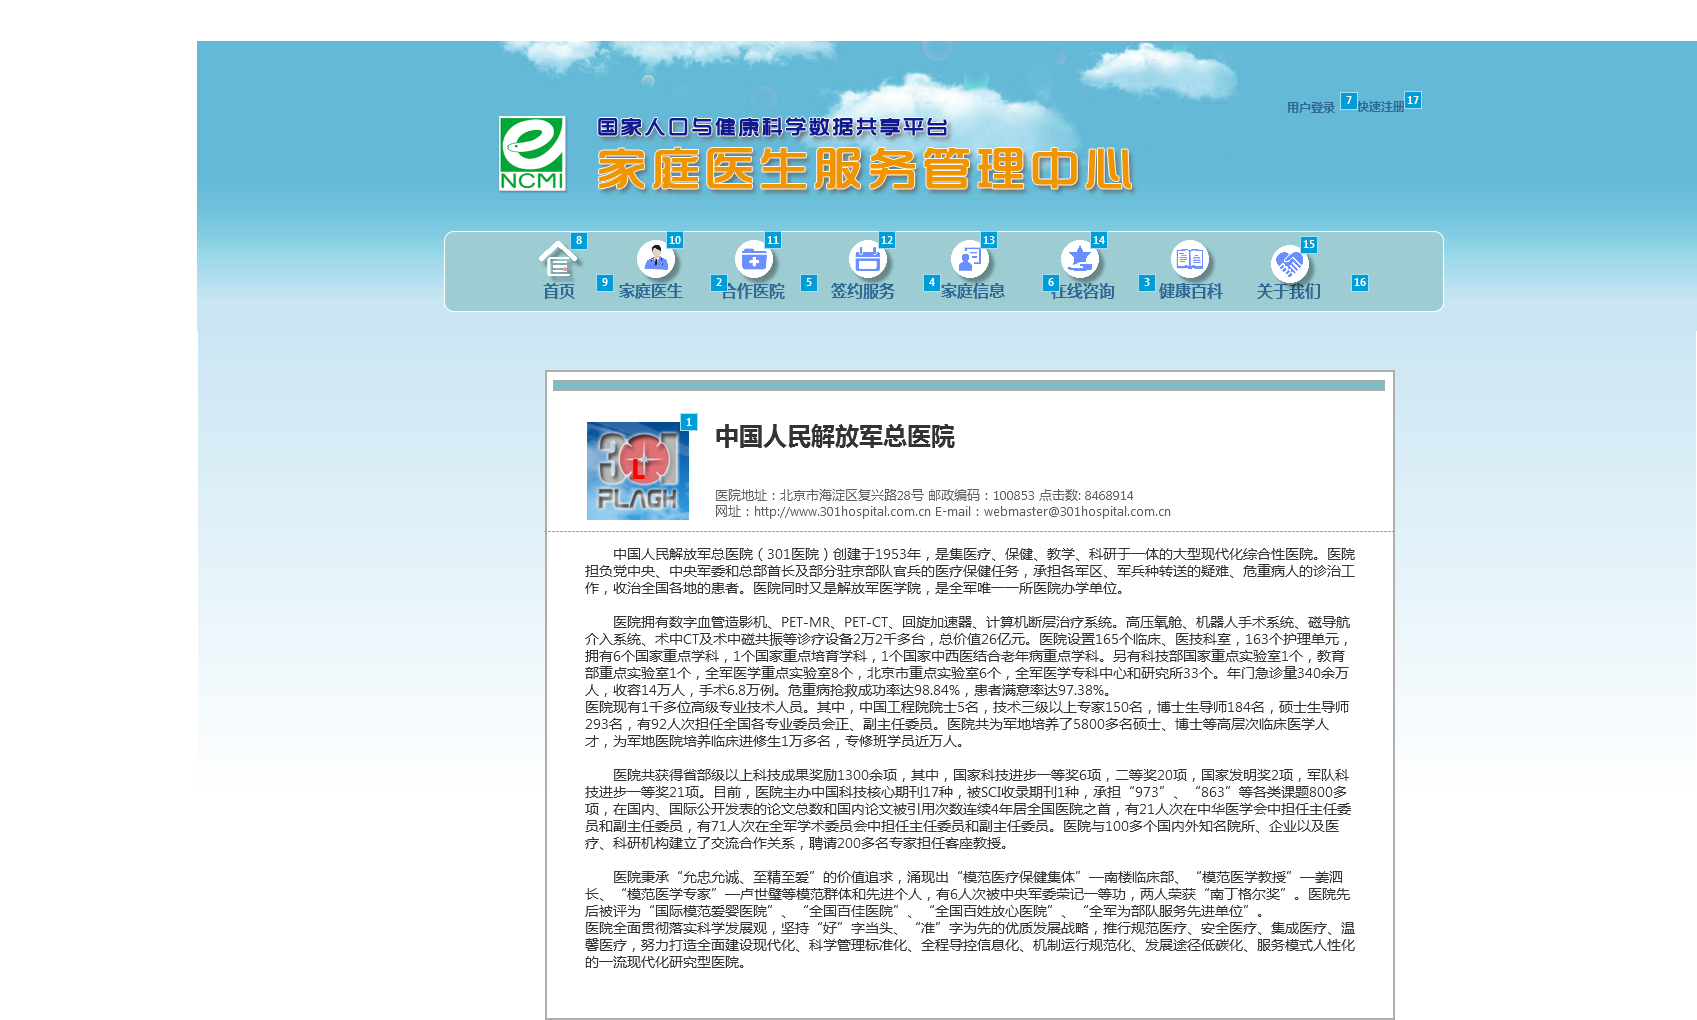 用户登录 7 快速注册 17
国家人口与健康科学数据共享平台
家庭医生服务管理中心
NCMI
8 10 11 12 13 14 15
首页 9 家庭医生 2 合作医院 5 签约服务 4 家庭信息 6 在线咨询 3 健康百科 关于我们 16
1
中国人民解放军总医院
301
L
PLAGH
医院地址：北京市海淀区复兴路28号 邮政编码：100853 点击数: 8468914
网址：http://www.301hospital.com.cn E-mail：webmaster@301hospital.com.cn
中国人民解放军总医院（301医院）创建于1953年，是集医疗、保健、教学、科研于一体的大型现代化综合性医院。医院
担负党中央、中央军委和总部首长及部分驻京部队官兵的医疗保健任务，承担各军区、军兵种转送的疑难、危重病人的诊治工
作，收治全国各地的患者。医院同时又是解放军医学院，是全军唯一一所医院办学单位。
医院拥有数字血管造影机、PET-MR、PET-CT、回旋加速器、计算机断层治疗系统。高压氧舱、机器人手术系统、磁导航
介入系统、术中CT及术中磁共振等诊疗设备2万2千多台，总价值26亿元。医院设置165个临床、医技科室，163个护理单元，
拥有6个国家重点学科，1个国家重点培育学科，1个国家中西医结合老年病重点学科。另有科技部国家重点实验室1个，教育
部重点实验室1个，全军医学重点实验室8个，北京市重点实验室6个，全军医学专科中心和研究所33个。年门急诊量340余万
人，收容14万人，手术6.8万例。危重病抢救成功率达98.84%，患者满意率达97.38%。
医院现有1千多位高级专业技术人员。其中，中国工程院院士5名，技术三级以上专家150名，博士生导师184名，硕士生导师
293名，有92人次担任全国各专业委员会正、副主任委员。医院共为军地培养了5800多名硕士、博士等高层次临床医学人
才，为军地医院培养临床进修生1万多名，专修班学员近万人。
医院共获得省部级以上科技成果奖励1300余项，其中，国家科技进步一等奖6项，二等奖20项，国家发明奖2项，军队科
技进步一等奖21项。目前，医院主办中国科技核心期刊17种，被SCI收录期刊1种，承担“973”、“863”等各类课题800多
项，在国内、国际公开发表的论文总数和国内论文被引用次数连续4年居全国医院之首，有21人次在中华医学会中担任主任委
员和副主任委员，有71人次在全军学术委员会中担任主任委员和副主任委员。医院与100多个国内外知名院所、企业以及医
疗、科研机构建立了交流合作关系，聘请200多名专家担任客座教授。
医院秉承“允忠允诚、至精至爱”的价值追求，涌现出“模范医疗保健集体”—南楼临床部、“模范医学教授”—姜泗
长、“模范医学专家”—卢世璧等模范群体和先进个人，有6人次被中央军委荣记一等功，两人荣获“南丁格尔奖”。医院先
后被评为“国际模范爱婴医院”、“全国百佳医院”、“全国百姓放心医院”、“全军为部队服务先进单位”。
医院全面贯彻落实科学发展观，坚持“好”字当头、“准”字为先的优质发展战略，推行规范医疗、安全医疗、集成医疗、温
馨医疗，努力打造全面建设现代化、科学管理标准化、全程导控信息化、机制运行规范化、发展途径低碳化、服务模式人性化
的一流现代化研究型医院。